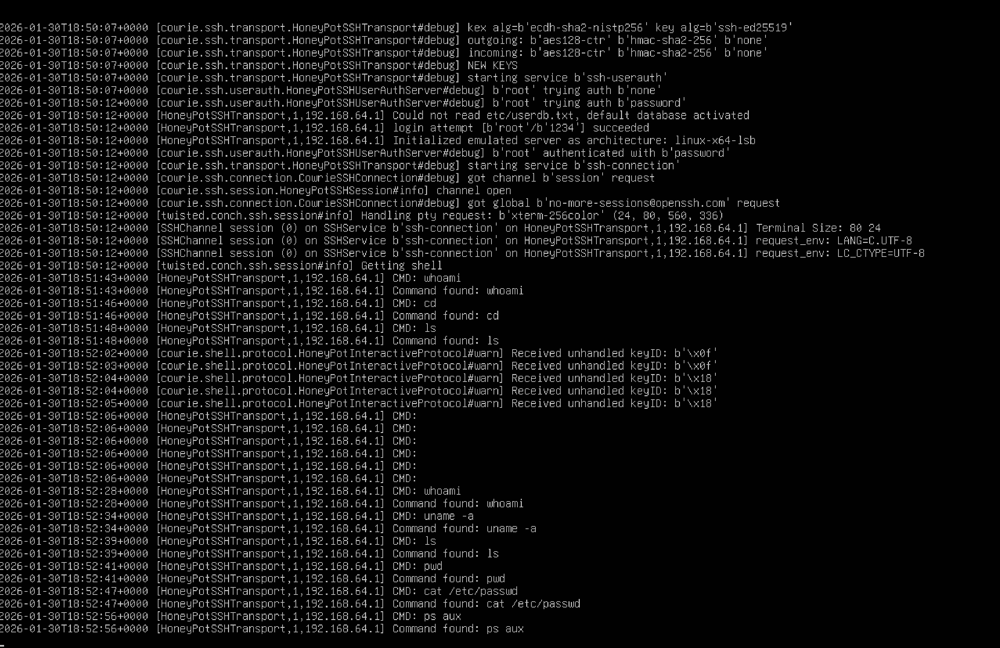 2026-01-30T18:50:07+0000 [cowrie.ssh.transport.HoneyPotSSHTransport#debug] kex alg=b'ecdh-sha2-nistp256' key alg=b'ssh-ed25519'
2026-01-30T18:50:07+0000 [cowrie.ssh.transport.HoneyPotSSHTransport#debug] outgoing: b'aes128-ctr' b'hmac-sha2-256' b'none'
2026-01-30T18:50:07+0000 [cowrie.ssh.transport.HoneyPotSSHTransport#debug] incoming: b'aes128-ctr' b'hmac-sha2-256' b'none'
2026-01-30T18:50:07+0000 [cowrie.ssh.transport.HoneyPotSSHTransport#debug] NEW KEYS
2026-01-30T18:50:07+0000 [cowrie.ssh.transport.HoneyPotSSHTransport#debug] starting service b'ssh-userauth'
2026-01-30T18:50:07+0000 [cowrie.ssh.userauth.HoneyPotSSHUserAuthServer#debug] b'root' trying auth b'none'
2026-01-30T18:50:12+0000 [cowrie.ssh.userauth.HoneyPotSSHUserAuthServer#debug] b'root' trying auth b'password'
2026-01-30T18:50:12+0000 [HoneyPotSSHTransport,1,192.168.64.1] Could not read etc/userdb.txt, default database activated
2026-01-30T18:50:12+0000 [HoneyPotSSHTransport,1,192.168.64.1] login attempt [b'root'/b'1234'] succeeded
2026-01-30T18:50:12+0000 [HoneyPotSSHTransport,1,192.168.64.1] Initialized emulated server as architecture: linux-x64-lsb
2026-01-30T18:50:12+0000 [cowrie.ssh.userauth.HoneyPotSSHUserAuthServer#debug] b'root' authenticated with b'password'
2026-01-30T18:50:12+0000 [cowrie.ssh.transport.HoneyPotSSHTransport#debug] starting service b'ssh-connection'
2026-01-30T18:50:12+0000 [cowrie.ssh.connection.CowrieSSHConnection#debug] got channel b'session' request
2026-01-30T18:50:12+0000 [cowrie.ssh.session.HoneyPotSSHSession#info] channel open
2026-01-30T18:50:12+0000 [cowrie.ssh.connection.CowrieSSHConnection#debug] got global b'no-more-sessions@openssh.com' request
2026-01-30T18:50:12+0000 [twisted.conch.ssh.session#info] Handling pty request: b'xterm-256color' (24, 80, 560, 336)
2026-01-30T18:50:12+0000 [SSHChannel session (0) on SSHService b'ssh-connection' on HoneyPotSSHTransport,1,192.168.64.1] Terminal Size: 80 24
2026-01-30T18:50:12+0000 [SSHChannel session (0) on SSHService b'ssh-connection' on HoneyPotSSHTransport,1,192.168.64.1] request_env: LANG=C.UTF-8
2026-01-30T18:50:12+0000 [SSHChannel session (0) on SSHService b'ssh-connection' on HoneyPotSSHTransport,1,192.168.64.1] request_env: LC_CTYPE=UTF-8
2026-01-30T18:50:12+0000 [twisted.conch.ssh.session#info] Getting shell
2026-01-30T18:51:43+0000 [HoneyPotSSHTransport,1,192.168.64.1] CMD: whoami
2026-01-30T18:51:43+0000 [HoneyPotSSHTransport,1,192.168.64.1] Command found: whoami
2026-01-30T18:51:46+0000 [HoneyPotSSHTransport,1,192.168.64.1] CMD: cd
2026-01-30T18:51:46+0000 [HoneyPotSSHTransport,1,192.168.64.1] Command found: cd
2026-01-30T18:51:48+0000 [HoneyPotSSHTransport,1,192.168.64.1] CMD: ls
2026-01-30T18:51:48+0000 [HoneyPotSSHTransport,1,192.168.64.1] Command found: ls
2026-01-30T18:52:02+0000 [cowrie.shell.protocol.HoneyPotInteractiveProtocol#warn] Received unhandled keyID: b'\x0f'
2026-01-30T18:52:03+0000 [cowrie.shell.protocol.HoneyPotInteractiveProtocol#warn] Received unhandled keyID: b'\x0f'
2026-01-30T18:52:04+0000 [cowrie.shell.protocol.HoneyPotInteractiveProtocol#warn] Received unhandled keyID: b'\x18'
2026-01-30T18:52:04+0000 [cowrie.shell.protocol.HoneyPotInteractiveProtocol#warn] Received unhandled keyID: b'\x18'
2026-01-30T18:52:05+0000 [cowrie.shell.protocol.HoneyPotInteractiveProtocol#warn] Received unhandled keyID: b'\x18'
2026-01-30T18:52:06+0000 [HoneyPotSSHTransport,1,192.168.64.1] CMD:
2026-01-30T18:52:06+0000 [HoneyPotSSHTransport,1,192.168.64.1] CMD:
2026-01-30T18:52:06+0000 [HoneyPotSSHTransport,1,192.168.64.1] CMD:
2026-01-30T18:52:06+0000 [HoneyPotSSHTransport,1,192.168.64.1] CMD:
2026-01-30T18:52:06+0000 [HoneyPotSSHTransport,1,192.168.64.1] CMD:
2026-01-30T18:52:06+0000 [HoneyPotSSHTransport,1,192.168.64.1] CMD:
2026-01-30T18:52:28+0000 [HoneyPotSSHTransport,1,192.168.64.1] CMD: whoami
2026-01-30T18:52:28+0000 [HoneyPotSSHTransport,1,192.168.64.1] Command found: whoami
2026-01-30T18:52:34+0000 [HoneyPotSSHTransport,1,192.168.64.1] CMD: uname -a
2026-01-30T18:52:34+0000 [HoneyPotSSHTransport,1,192.168.64.1] Command found: uname -a
2026-01-30T18:52:39+0000 [HoneyPotSSHTransport,1,192.168.64.1] CMD: ls
2026-01-30T18:52:39+0000 [HoneyPotSSHTransport,1,192.168.64.1] Command found: ls
2026-01-30T18:52:41+0000 [HoneyPotSSHTransport,1,192.168.64.1] CMD: pwd
2026-01-30T18:52:41+0000 [HoneyPotSSHTransport,1,192.168.64.1] Command found: pwd
2026-01-30T18:52:47+0000 [HoneyPotSSHTransport,1,192.168.64.1] CMD: cat /etc/passwd
2026-01-30T18:52:47+0000 [HoneyPotSSHTransport,1,192.168.64.1] Command found: cat /etc/passwd
2026-01-30T18:52:56+0000 [HoneyPotSSHTransport,1,192.168.64.1] CMD: ps aux
2026-01-30T18:52:56+0000 [HoneyPotSSHTransport,1,192.168.64.1] Command found: ps aux